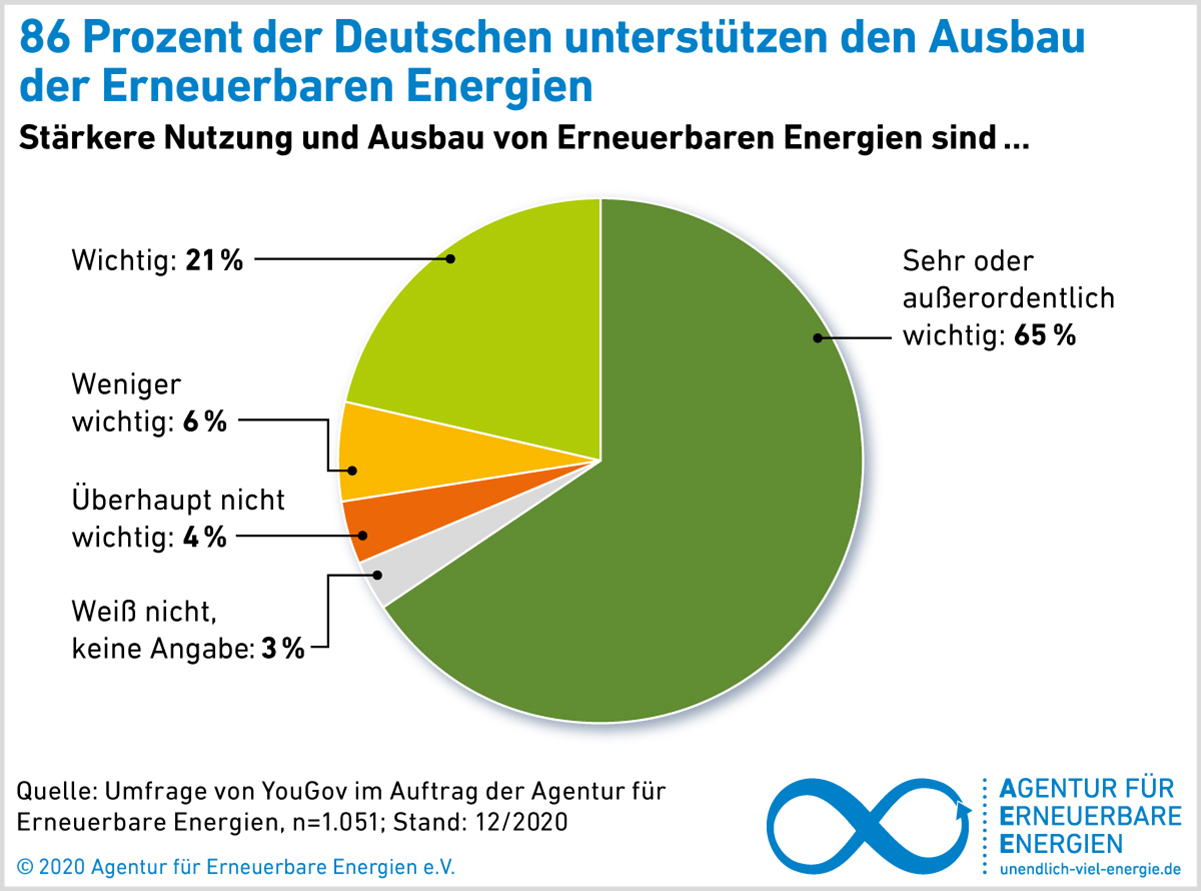 86 Prozent der Deutschen unterstützen den Ausbau
der Erneuerbaren Energien
Stärkere Nutzung und Ausbau von Erneuerbaren Energien sind ...
Wichtig: 21 %
Sehr oder
außerordentlich
wichtig: 65 %
Weniger
wichtig: 6 %
Überhaupt nicht
wichtig: 4 %
Weiß nicht,
keine Angabe: 3 %
Quelle: Umfrage von YouGov im Auftrag der Agentur für
Erneuerbare Energien, n=1.051; Stand: 12/2020
© 2020 Agentur für Erneuerbare Energien e.V.
AGENTUR FÜR
ERNEUERBARE
ENERGIEN
unendlich-viel-energie.de